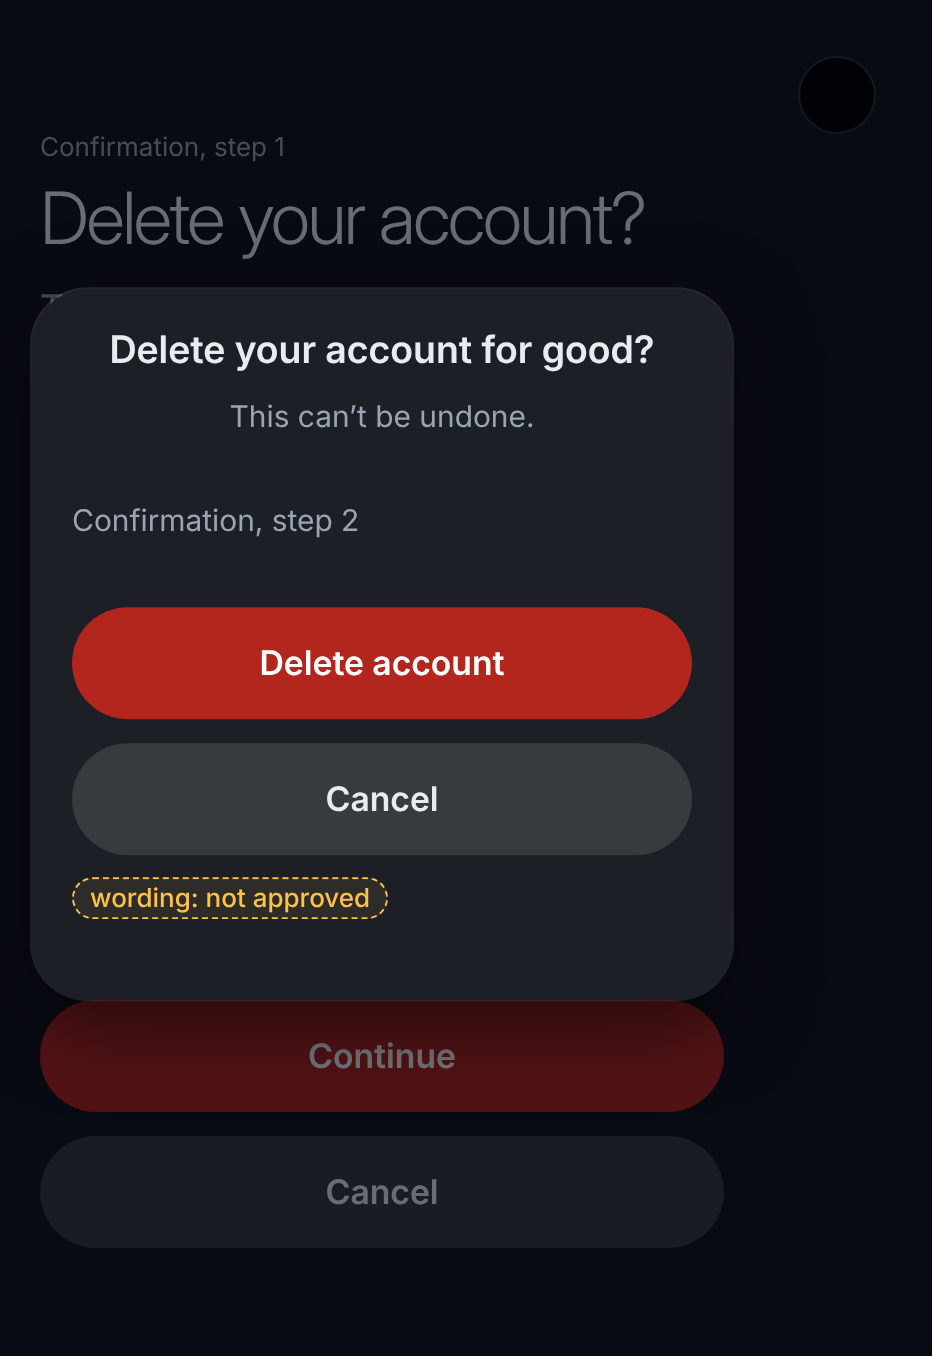 Confirmation, step 1
Delete your account?
Delete your account for good?
This can’t be undone.
Confirmation, step 2
Delete account
Cancel
wording: not approved
Continue
Cancel